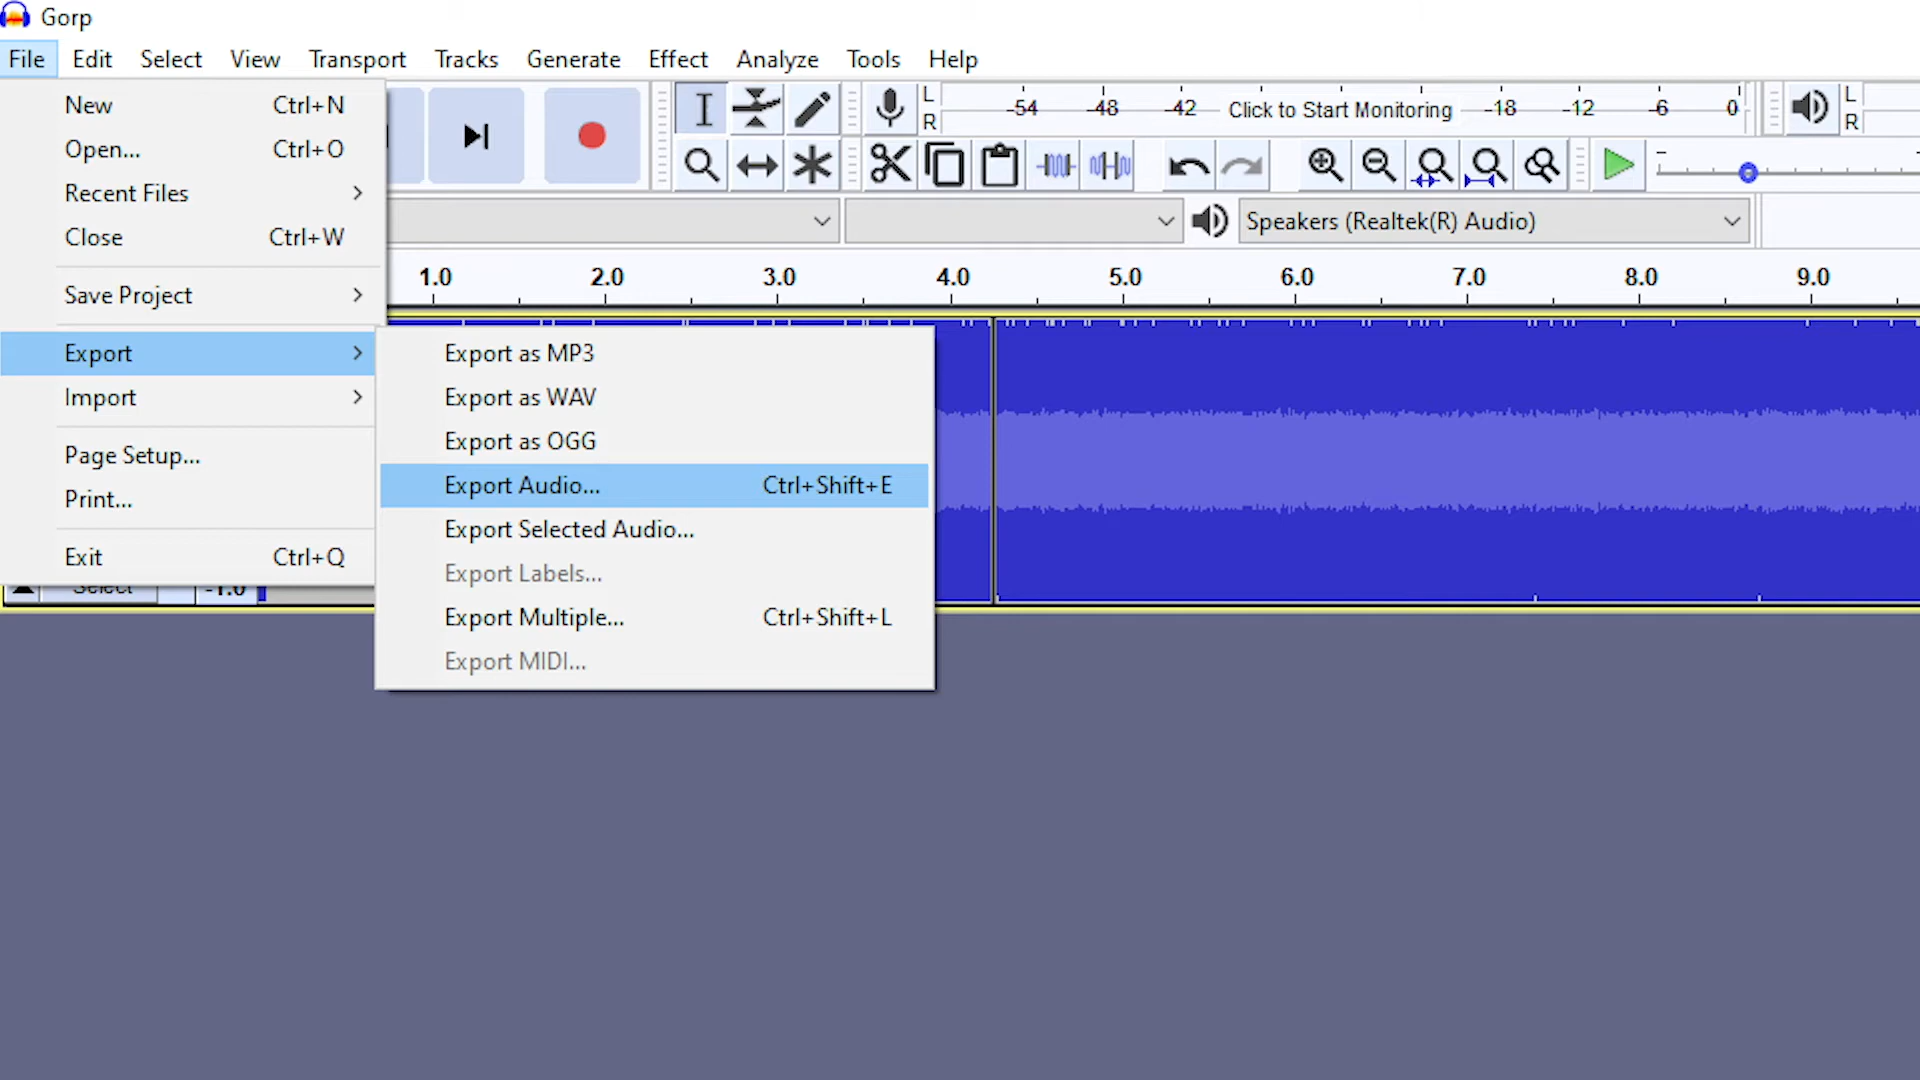 Gorp
File Edit Select View Transport Tracks Generate Effect Analyze Tools Help
New Ctrl+N
Open... Ctrl+O
Recent Files
Close Ctrl+W
Save Project
Export
Import
Page Setup...
Print...
Exit Ctrl+Q
Export as MP3
Export as WAV
Export as OGG
Export Audio... Ctrl+Shift+E
Export Selected Audio...
Export Labels...
Export Multiple... Ctrl+Shift+L
Export MIDI...
L
R
-54 -48 -42 Click to Start Monitoring -18 -12 -6 0
L
R
Speakers (Realtek(R) Audio)
1.0 2.0 3.0 4.0 5.0 6.0 7.0 8.0 9.0
Select -1.0